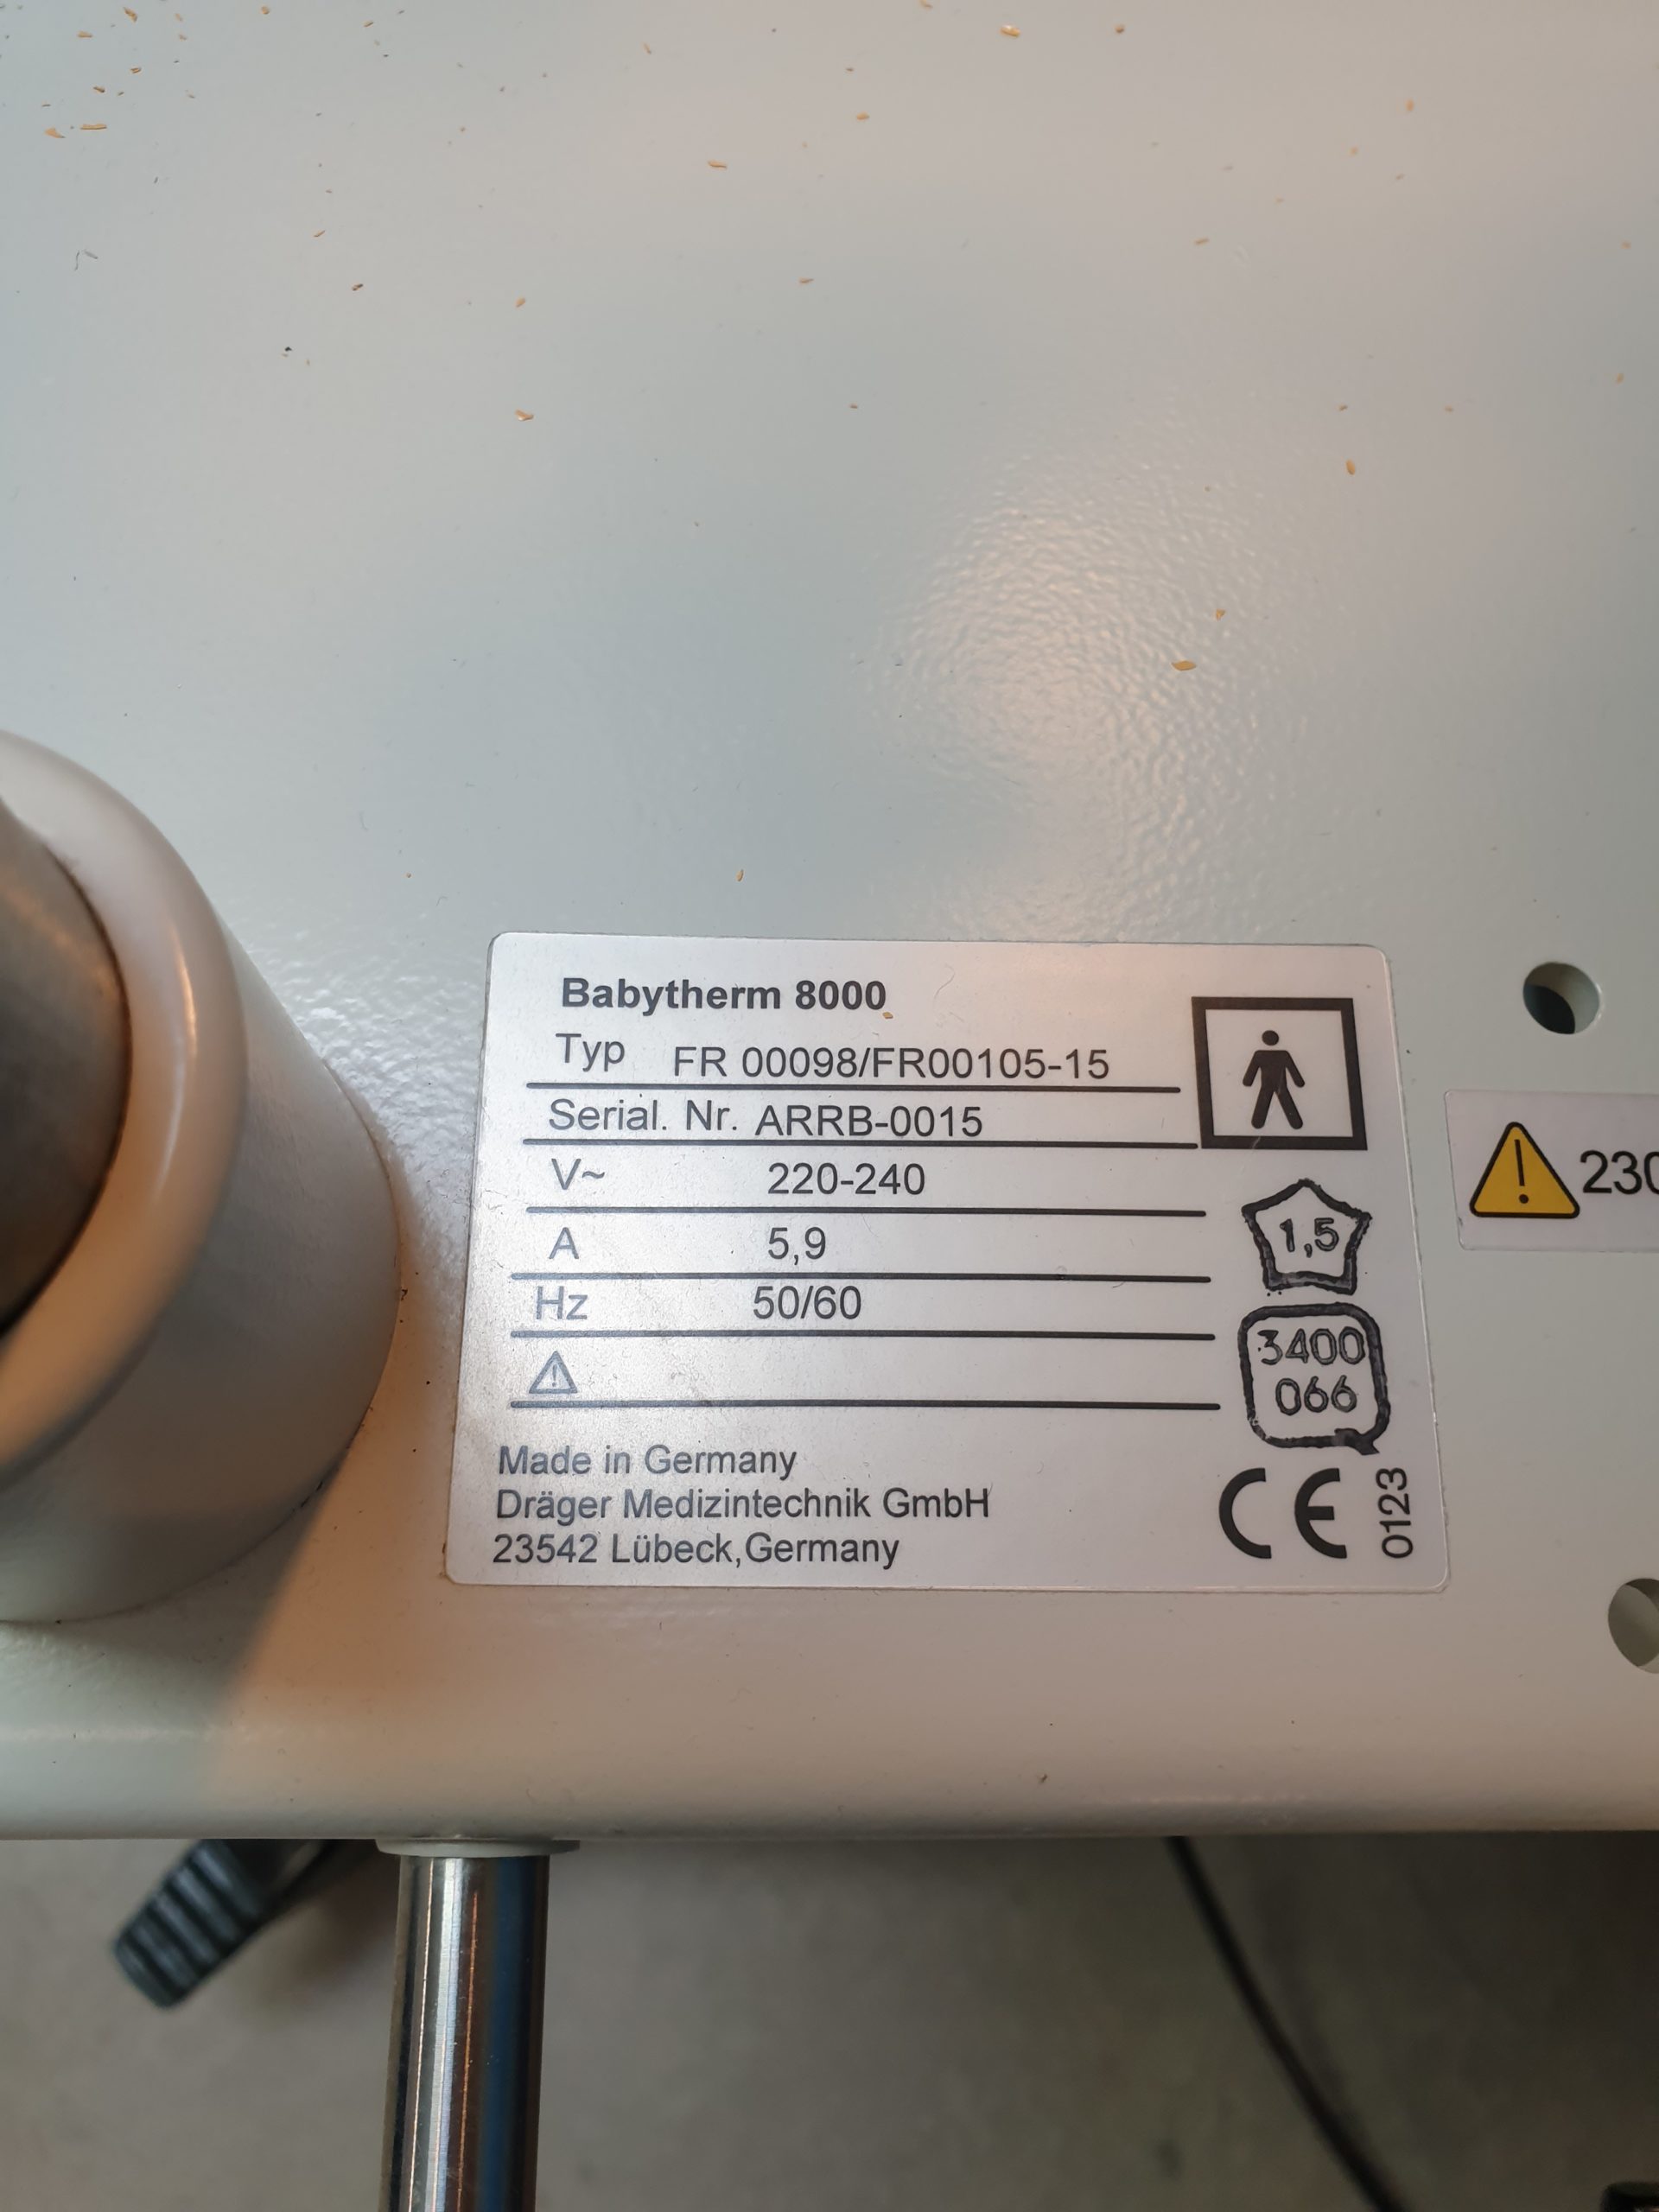 Babytherm 8000
Typ FR 00098/FR00105-15
Serial. Nr. ARRB-0015
V~ 220-240
A 5,9
Hz 50/60
1,5
3400
066
Made in Germany
Dräger Medizintechnik GmbH
23542 Lübeck,Germany
CE 0123
230